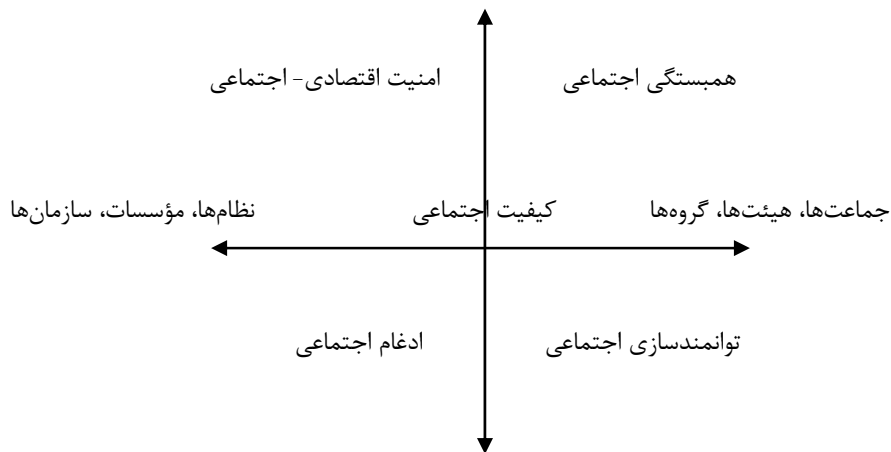 همبستگی اجتماعی
امنیت اقتصادی- اجتماعی
جماعت‌ها، هیئت‌ها، گروه‌ها
کیفیت اجتماعی
نظام‌ها، مؤسسات، سازمان‌ها
توانمندسازی اجتماعی
ادغام اجتماعی